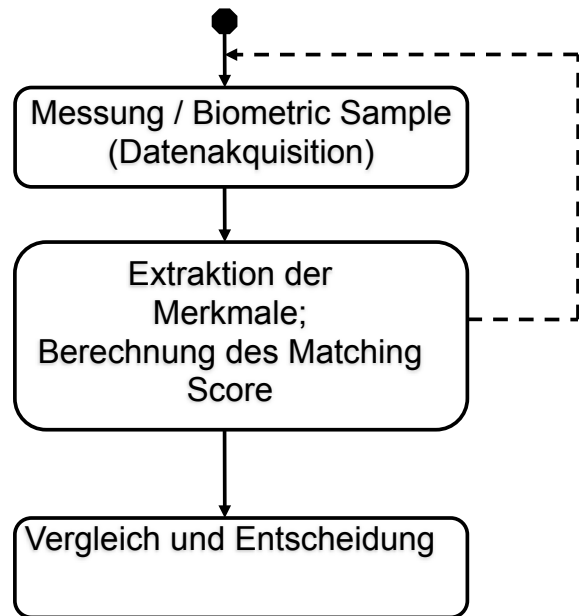 Messung / Biometric Sample
(Datenakquisition)
Extraktion der
Merkmale;
Berechnung des Matching
Score
Vergleich und Entscheidung